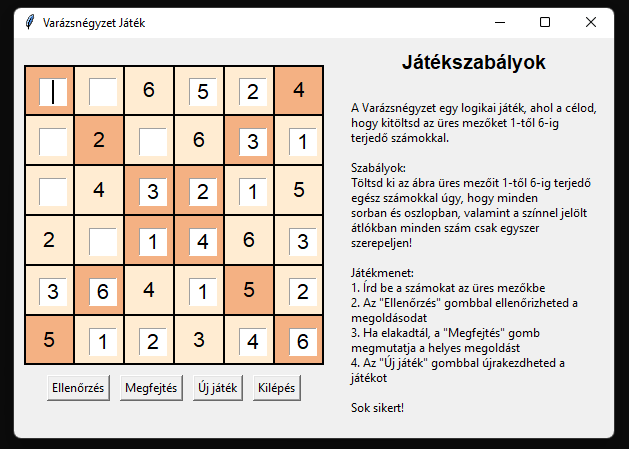 Varázsnégyzet Játék
Játékszabályok
6 5 2 4
2 6 3 1
4 3 2 1 5
2 1 4 6 3
3 6 4 1 5 2
5 1 2 3 4 6
Ellenőrzés Megfejtés Új játék Kilépés
A Varázsnégyzet egy logikai játék, ahol a célod,
hogy kitöltsd az üres mezőket 1-től 6-ig
terjedő számokkal.
Szabályok:
Töltsd ki az ábra üres mezőit 1-től 6-ig terjedő
egész számokkal úgy, hogy minden
sorban és oszlopban, valamint a színnel jelölt
átlókban minden szám csak egyszer
szerepeljen!
Játékmenet:
1. Írd be a számokat az üres mezőkbe
2. Az "Ellenőrzés" gombbal ellenőrizheted a
megoldásodat
3. Ha elakadtál, a "Megfejtés" gomb
megmutatja a helyes megoldást
4. Az "Új játék" gombbal újrakezdheted a
játékot
Sok sikert!